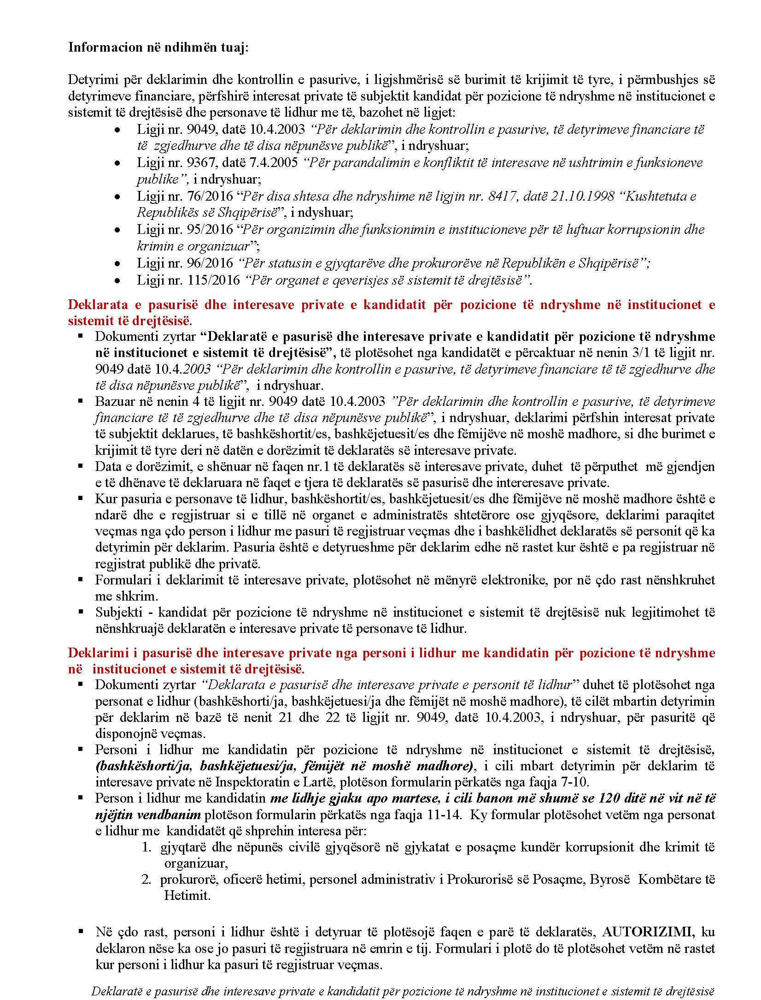 Informacion në ndihmën tuaj:
Detyrimi për deklarimin dhe kontrollin e pasurive, i ligjshmërisë së burimit të krijimit të tyre, i përmbushjes së
detyrimeve financiare, përfshirë interesat private të subjektit kandidat për pozicione të ndryshme në institucionet e
sistemit të drejtësisë dhe personave të lidhur me të, bazohet në ligjet:
• Ligji nr. 9049, datë 10.4.2003 “Për deklarimin dhe kontrollin e pasurive, të detyrimeve financiare të
të zgjedhurve dhe të disa nëpunësve publikë”, i ndryshuar;
• Ligji nr. 9367, datë 7.4.2005 “Për parandalimin e konfliktit të interesave në ushtrimin e funksioneve
publike”, i ndryshuar;
• Ligji nr. 76/2016 “Për disa shtesa dhe ndryshime në ligjin nr. 8417, datë 21.10.1998 “Kushtetuta e
Republikës së Shqipërisë”, i ndyshuar;
• Ligji nr. 95/2016 “Për organizimin dhe funksionimin e institucioneve për të luftuar korrupsionin dhe
krimin e organizuar”;
• Ligji nr. 96/2016 “Për statusin e gjyqtarëve dhe prokurorëve në Republikën e Shqipërisë”;
• Ligji nr. 115/2016 “Për organet e qeverisjes së sistemit të drejtësisë”.
Deklarata e pasurisë dhe interesave private e kandidatit për pozicione të ndryshme në institucionet e
sistemit të drejtësisë.
▪ Dokumenti zyrtar “Deklaratë e pasurisë dhe interesave private e kandidatit për pozicione të ndryshme
në institucionet e sistemit të drejtësisë”, të plotësohet nga kandidatët e përcaktuar në nenin 3/1 të ligjit nr.
9049 datë 10.4.2003 “Për deklarimin dhe kontrollin e pasurive, të detyrimeve financiare të të zgjedhurve dhe
të disa nëpunësve publikë”, i ndryshuar.
▪ Bazuar në nenin 4 të ligjit nr. 9049 datë 10.4.2003 ”Për deklarimin dhe kontrollin e pasurive, të detyrimeve
financiare të të zgjedhurve dhe të disa nëpunësve publikë”, i ndryshuar, deklarimi përfshin interesat private
të subjektit deklarues, të bashkëshortit/es, bashkëjetuesit/es dhe fëmijëve në moshë madhore, si dhe burimet e
krijimit të tyre deri në datën e dorëzimit të deklaratës së interesave private.
▪ Data e dorëzimit, e shënuar në faqen nr.1 të deklaratës së interesave private, duhet të përputhet më gjendjen
e të dhënave të deklaruara në faqet e tjera të deklaratës së pasurisë dhe intereresave private.
▪ Kur pasuria e personave të lidhur, bashkëshortit/es, bashkëjetuesit/es dhe fëmijëve në moshë madhore është e
ndarë dhe e regjistruar si e tillë në organet e administratës shtetërore ose gjyqësore, deklarimi paraqitet
veçmas nga çdo person i lidhur me pasuri të regjistruar veçmas dhe i bashkëlidhet deklaratës së personit që ka
detyrimin për deklarim. Pasuria është e detyrueshme për deklarim edhe në rastet kur është e pa regjistruar në
regjistrat publikë dhe privatë.
▪ Formulari i deklarimit të interesave private, plotësohet në mënyrë elektronike, por në çdo rast nënshkruhet
me shkrim.
▪ Subjekti - kandidat për pozicione të ndryshme në institucionet e sistemit të drejtësisë nuk legjitimohet të
nënshkruajë deklaratën e interesave private të personave të lidhur.
Deklarimi i pasurisë dhe interesave private nga personi i lidhur me kandidatin për pozicione të ndryshme
në institucionet e sistemit të drejtësisë.
▪ Dokumenti zyrtar “Deklarata e pasurisë dhe interesave private e personit të lidhur” duhet të plotësohet nga
personat e lidhur (bashkëshorti/ja, bashkëjetuesi/ja dhe fëmijët në moshë madhore), të cilët mbartin detyrimin
për deklarim në bazë të nenit 21 dhe 22 të ligjit nr. 9049, datë 10.4.2003, i ndryshuar, për pasuritë që
disponojnë veçmas.
▪ Personi i lidhur me kandidatin për pozicione të ndryshme në institucionet e sistemit të drejtësisë,
(bashkëshorti/ja, bashkëjetuesi/ja, fëmijët në moshë madhore), i cili mbart detyrimin për deklarim të
interesave private në Inspektoratin e Lartë, plotëson formularin përkatës nga faqja 7-10.
▪ Person i lidhur me kandidatin me lidhje gjaku apo martese, i cili banon më shumë se 120 ditë në vit në të
njëjtin vendbanim plotëson formularin përkatës nga faqja 11-14. Ky formular plotësohet vetëm nga personat
e lidhur me kandidatët që shprehin interesa për:
1. gjyqtarë dhe nëpunës civilë gjyqësorë në gjykatat e posaçme kundër korrupsionit dhe krimit të
organizuar,
2. prokurorë, oficerë hetimi, personel administrativ i Prokurorisë së Posaçme, Byrosë Kombëtare të
Hetimit.
▪ Në çdo rast, personi i lidhur është i detyruar të plotësojë faqen e parë të deklaratës, AUTORIZIMI, ku
deklaron nëse ka ose jo pasuri të regjistruara në emrin e tij. Formulari i plotë do të plotësohet vetëm në rastet
kur personi i lidhur ka pasuri të regjistruar veçmas.
Deklaratë e pasurisë dhe interesave private e kandidatit për pozicione të ndryshme në institucionet e sistemit të drejtësisë